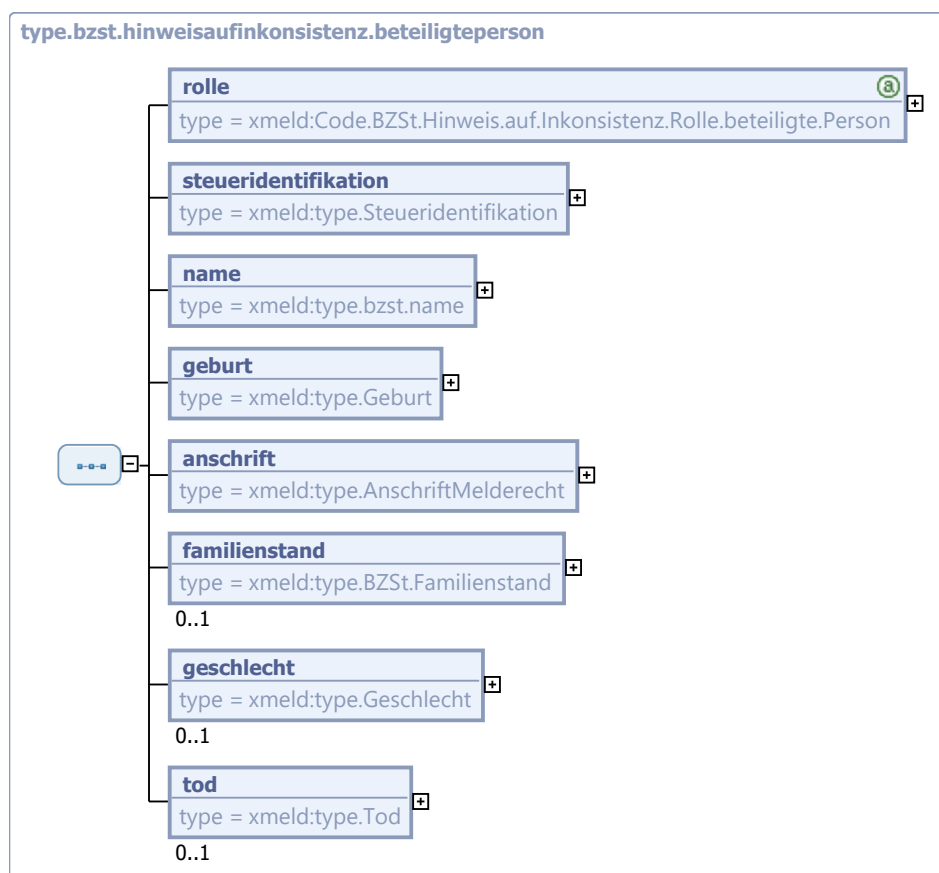 type.bzst.hinweisaufinkonsistenz.beteiligteperson
rolle
a
type = xmeld:Code.BZSt.Hinweis.auf.Inkonsistenz.Rolle.beteiligte.Person
steueridentifikation
type = xmeld:type.Steueridentifikation
name
type = xmeld:type.bzst.name
geburt
type = xmeld:type.Geburt
anschrift
type = xmeld:type.AnschriftMelderecht
familienstand
type = xmeld:type.BZSt.Familienstand
0..1
geschlecht
type = xmeld:type.Geschlecht
0..1
tod
type = xmeld:type.Tod
0..1